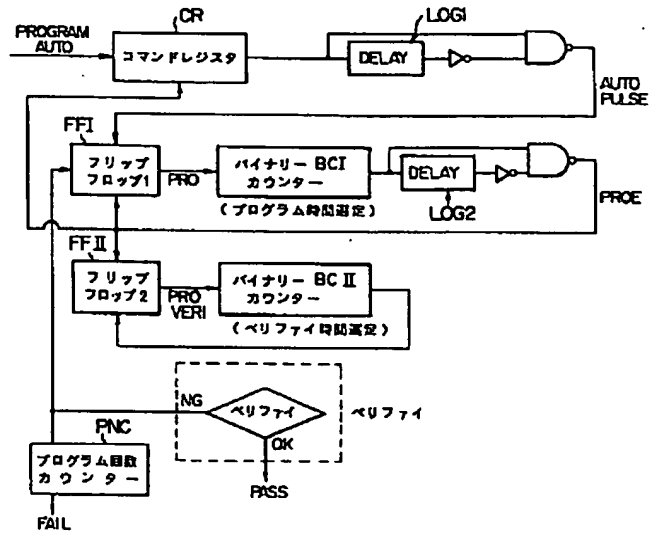 PROGRAM
AUTO
CR
コマンドレジスタ
LOG1
DELAY
AUTO
PULSE
FFI
フリップ
フロップ1
PRO
バイナリー BCI
カウンター
(プログラム時間選定)
DELAY
LOG2
PROE
FFII
フリップ
フロップ2
PRO
VERI
バイナリー BCII
カウンター
(ベリファイ時間選定)
NG
ベリファイ
OK
ベリファイ
PASS
PNC
プログラム回数
カウンター
FAIL